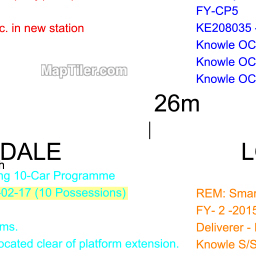 FY-CP5
c. in new station
KE208035 -
Knowle OC
Knowle OC
Knowle OC
MapTiler.com
26m
DALE
ng 10-Car Programme
-02-17 (10 Possessions)
REM: Smar
FY- 2 -2015
ms.
Deliverer -
ocated clear of platform extension.
Knowle S/S